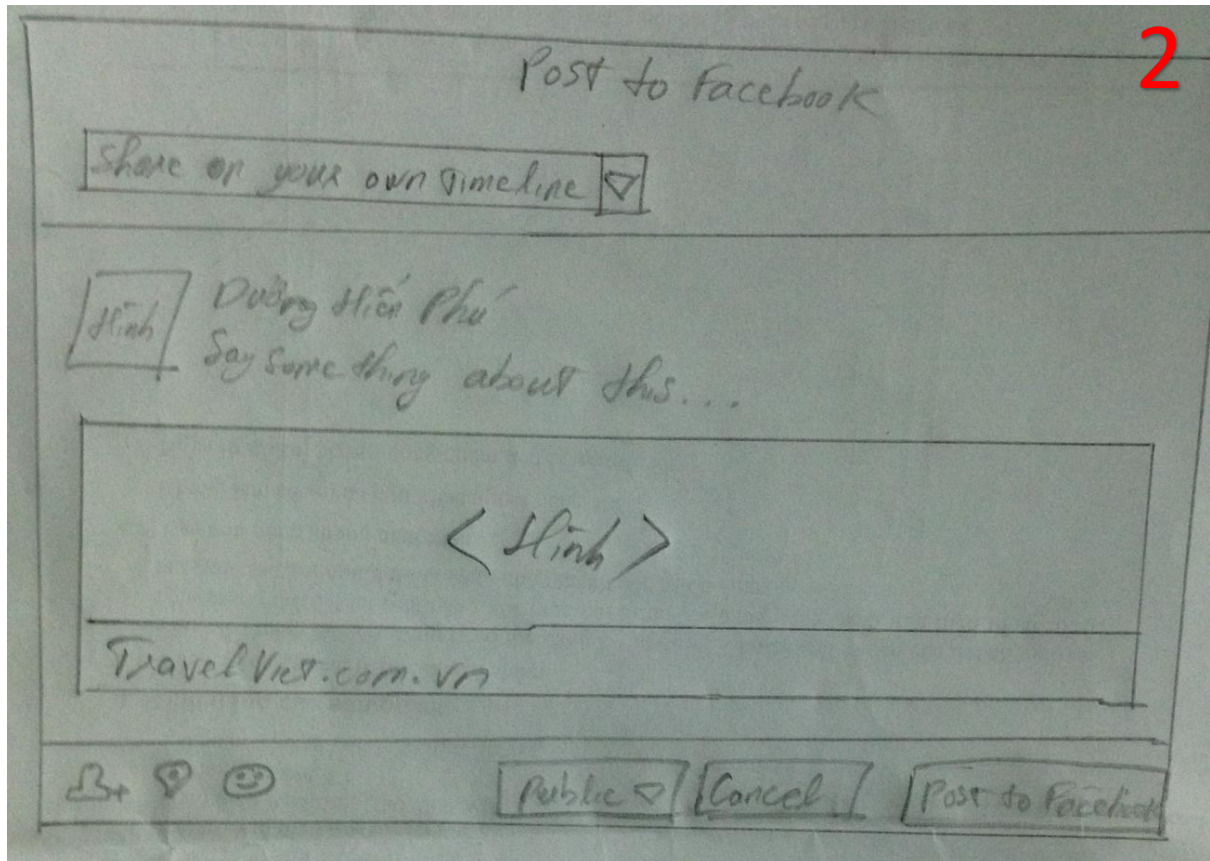 2
Post to Facebook
Share on your own Timeline
Hình
Dương Hiển Phú
Say something about this...
<Hình>
TravelViet.com.vn
Public Cancel Post to Facebook